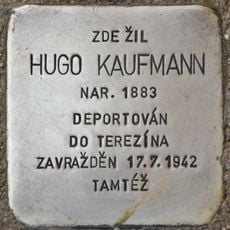 ZDE ŽIL
HUGO KAUFMANN
NAR. 1883
DEPORTOVÁN
DO TEREZÍNA
ZAVRAŽDĚN 17.7.1942
TAMTÉŽ